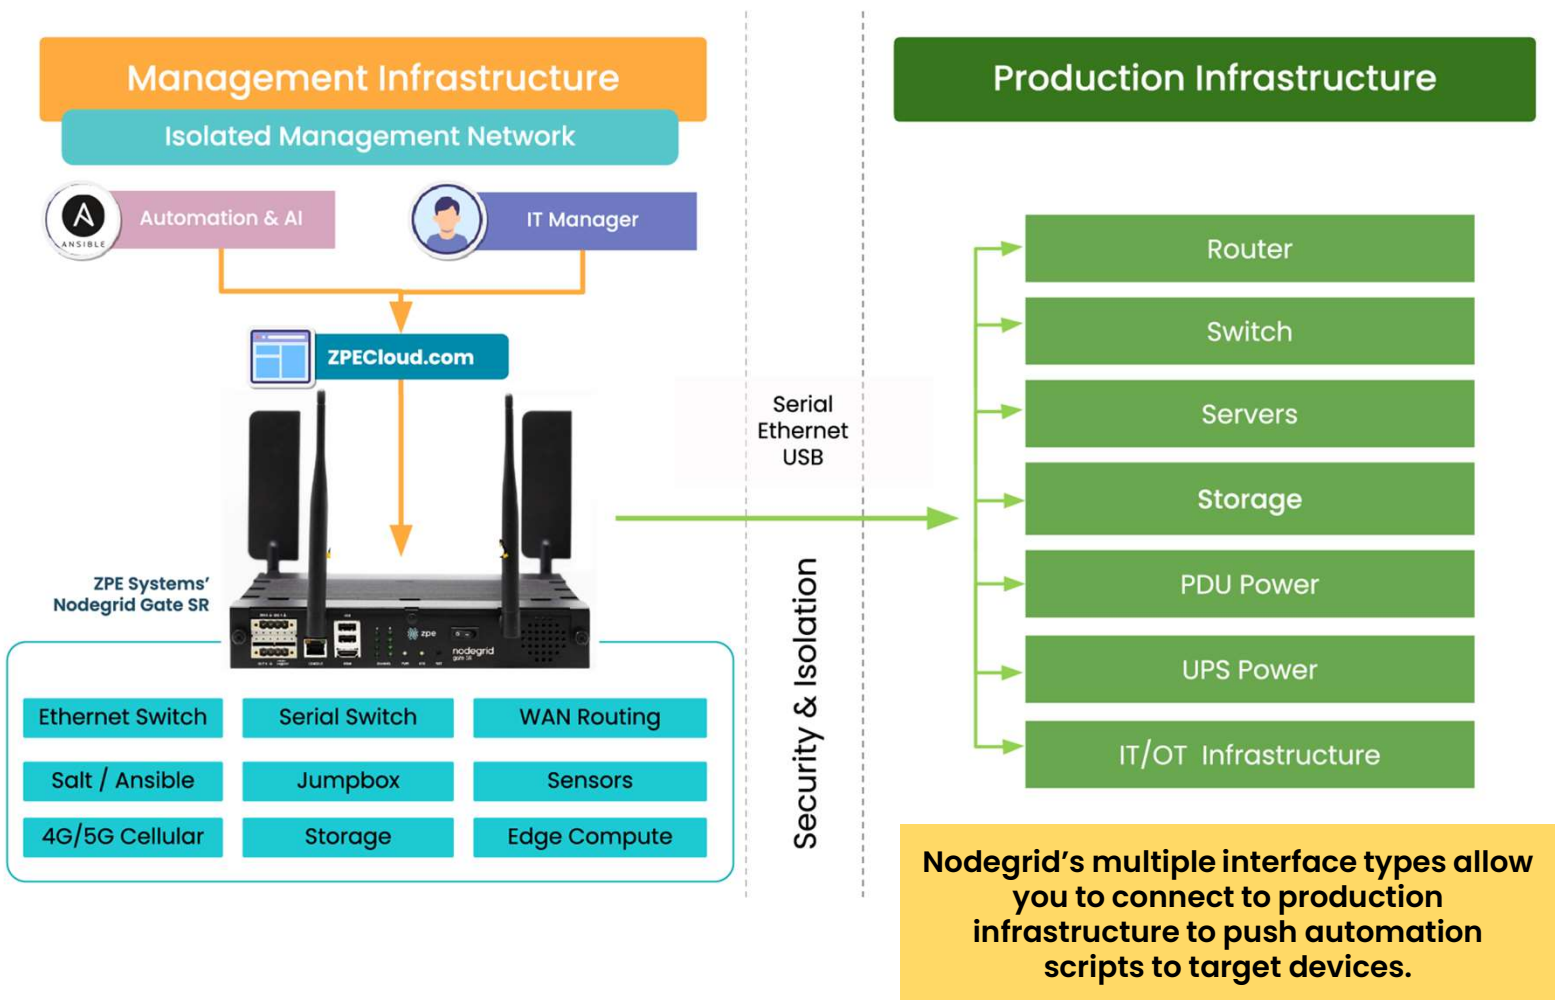 Management Infrastructure
Isolated Management Network
ANSIBLE
Automation & AI
IT Manager
ZPECloud.com
ZPE Systems’
Nodegrid Gate SR
zpe
nodegrid
gate SR
Ethernet Switch
Serial Switch
WAN Routing
Salt / Ansible
Jumpbox
Sensors
4G/5G Cellular
Storage
Edge Compute
Serial
Ethernet
USB
Security & Isolation
Production Infrastructure
Router
Switch
Servers
Storage
PDU Power
UPS Power
IT/OT Infrastructure
Nodegrid’s multiple interface types allow
you to connect to production
infrastructure to push automation
scripts to target devices.